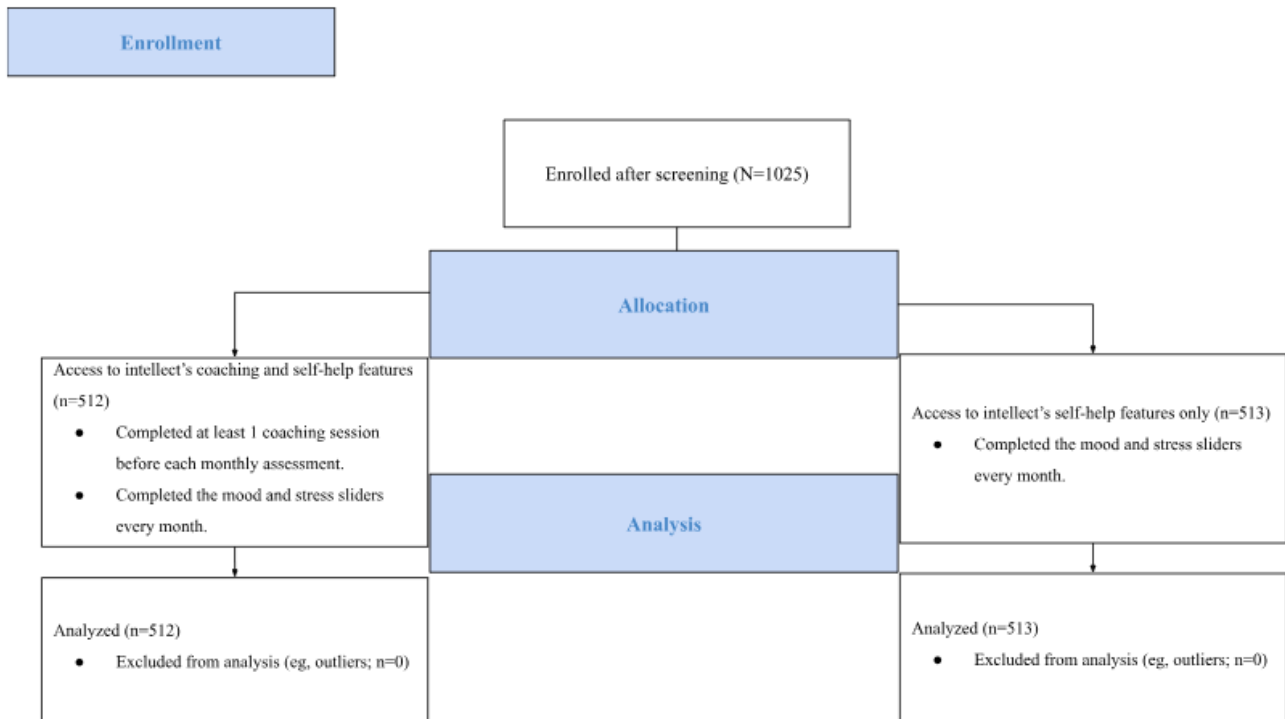 Enrollment
Enrolled after screening (N=1025)
Allocation
Access to intellect's coaching and self-help features
(n=512)
● Completed at least 1 coaching session
before each monthly assessment.
● Completed the mood and stress sliders
every month.
Access to intellect's self-help features only (n=513)
● Completed the mood and stress sliders
every month.
Analysis
Analyzed (n=512)
● Excluded from analysis (eg, outliers; n=0)
Analyzed (n=513)
● Excluded from analysis (eg, outliers; n=0)